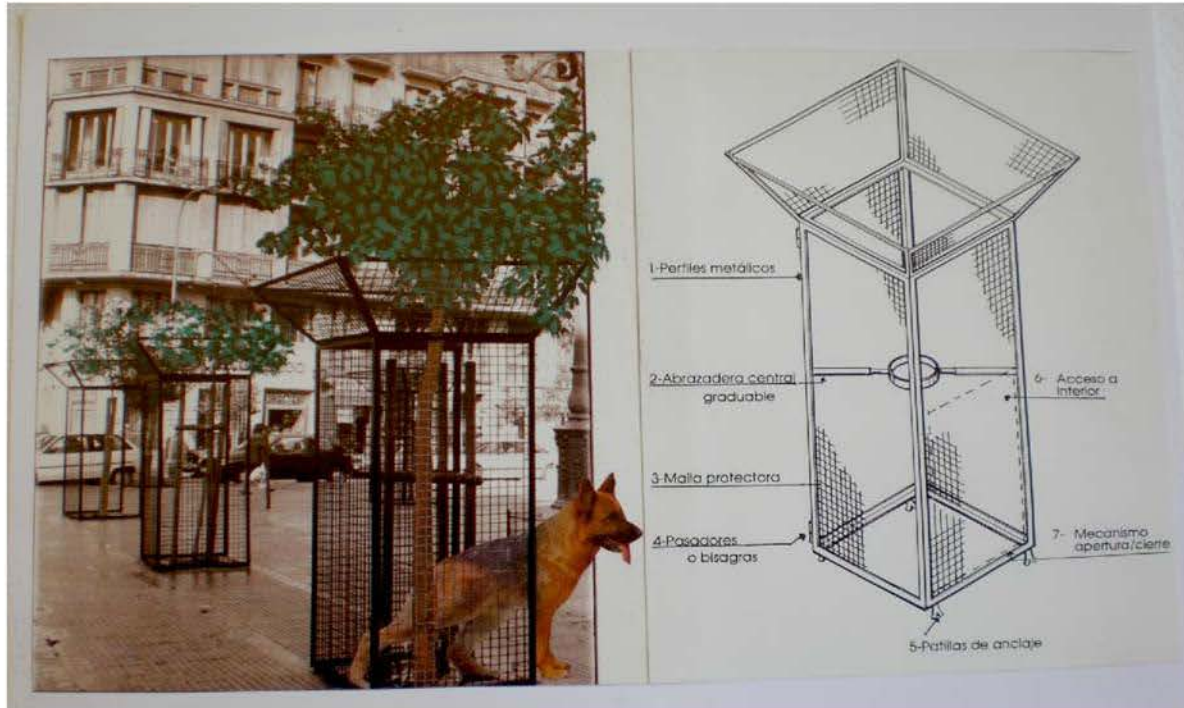 1-Perfiles metálicos
2-Abrazadera central
graduable
3-Malla protectora
4-Pasadores
o bisagras
5-Patillas de anclaje
6- Acceso a
Interior
7- Mecanismo
apertura/cierre